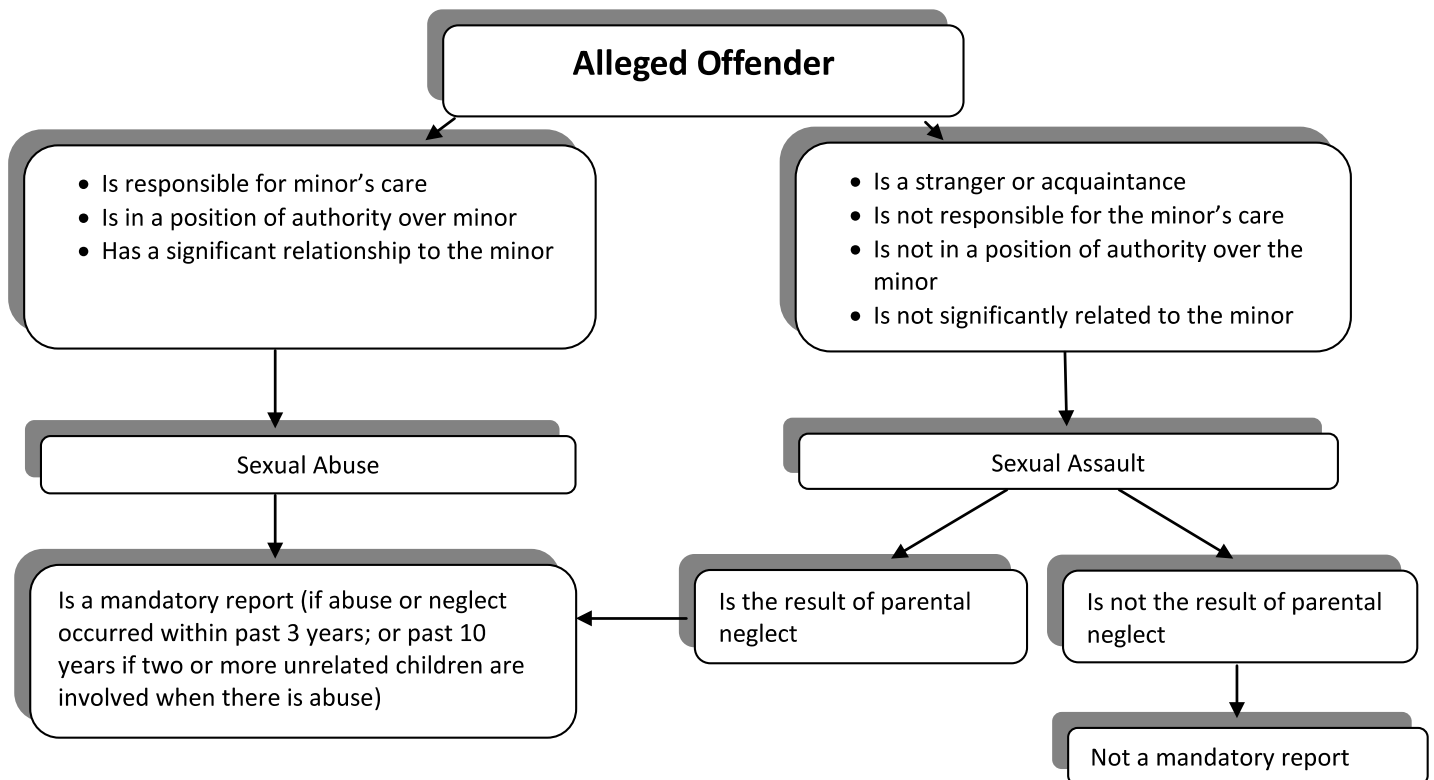 Alleged Offender
• Is responsible for minor’s care
• Is in a position of authority over minor
• Has a significant relationship to the minor
• Is a stranger or acquaintance
• Is not responsible for the minor’s care
• Is not in a position of authority over the
minor
• Is not significantly related to the minor
Sexual Abuse
Sexual Assault
Is a mandatory report (if abuse or neglect
occurred within past 3 years; or past 10
years if two or more unrelated children are
involved when there is abuse)
Is the result of parental
neglect
Is not the result of parental
neglect
Not a mandatory report